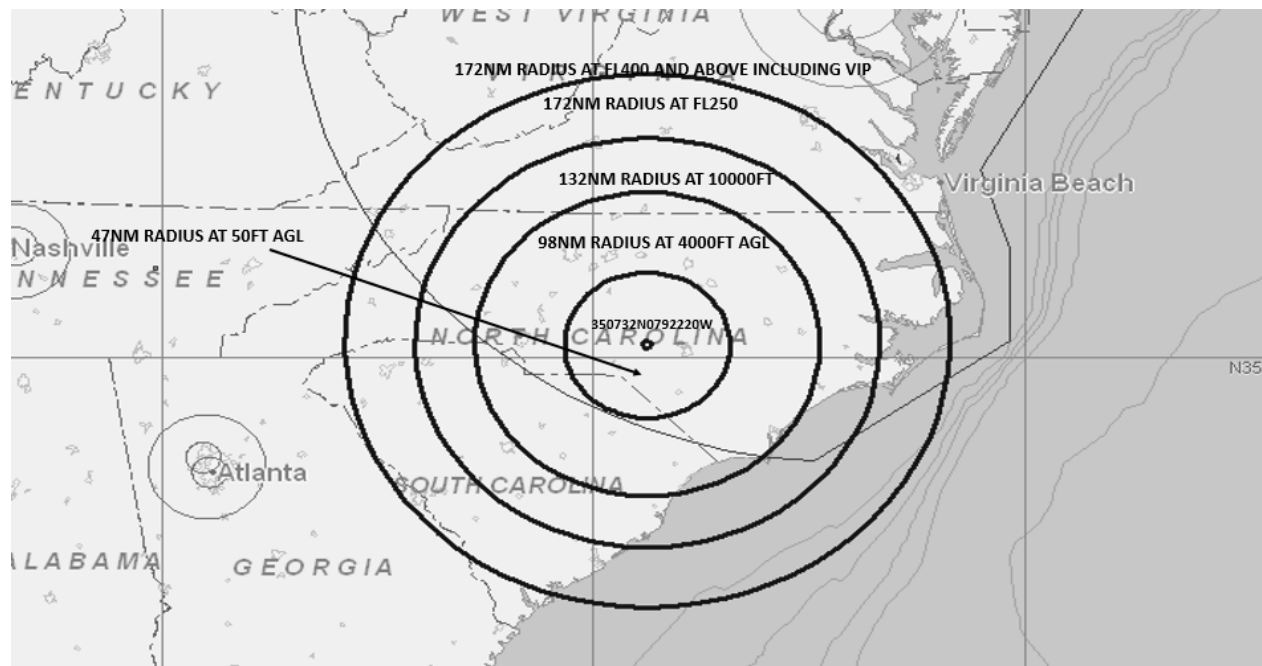 WEST VIRGINIA
172NM RADIUS AT FL400 AND ABOVE INCLUDING VIP
ENTUCKY
172NM RADIUS AT FL250
132NM RADIUS AT 10000FT
Virginia Beach
47NM RADIUS AT 50FT AGL
98NM RADIUS AT 4000FT AGL
Nashville
NNESSEE
350732N0792220W
NORTH CAROLINA
N35
Atlanta
SOUTH CAROLINA
ALABAMA
GEORGIA